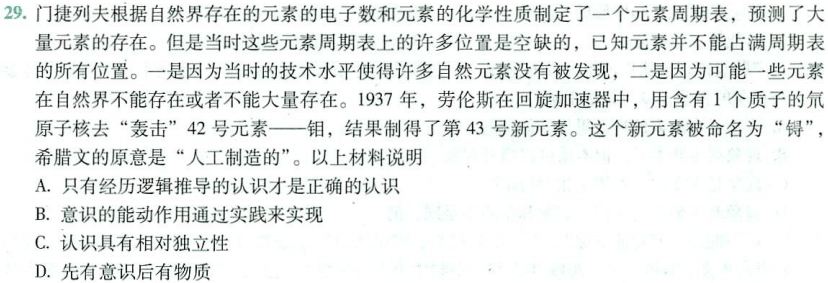 29. 门捷列夫根据自然界存在的元素的电子数和元素的化学性质制定了一个元素周期表，预测了大
量元素的存在。但是当时这些元素周期表上的许多位置是空缺的，已知元素并不能占满周期表
的所有位置。一是因为当时的技术水平使得许多自然元素没有被发现，二是因为可能一些元素
在自然界不能存在或者不能大量存在。1937 年，劳伦斯在回旋加速器中，用含有 1 个质子的氘
原子核去“轰击”42 号元素——钼，结果制得了第 43 号新元素。这个新元素被命名为“锝”，
希腊文的原意是“人工制造的”。以上材料说明
A. 只有经历逻辑推导的认识才是正确的认识
B. 意识的能动作用通过实践来实现
C. 认识具有相对独立性
D. 先有意识后有物质